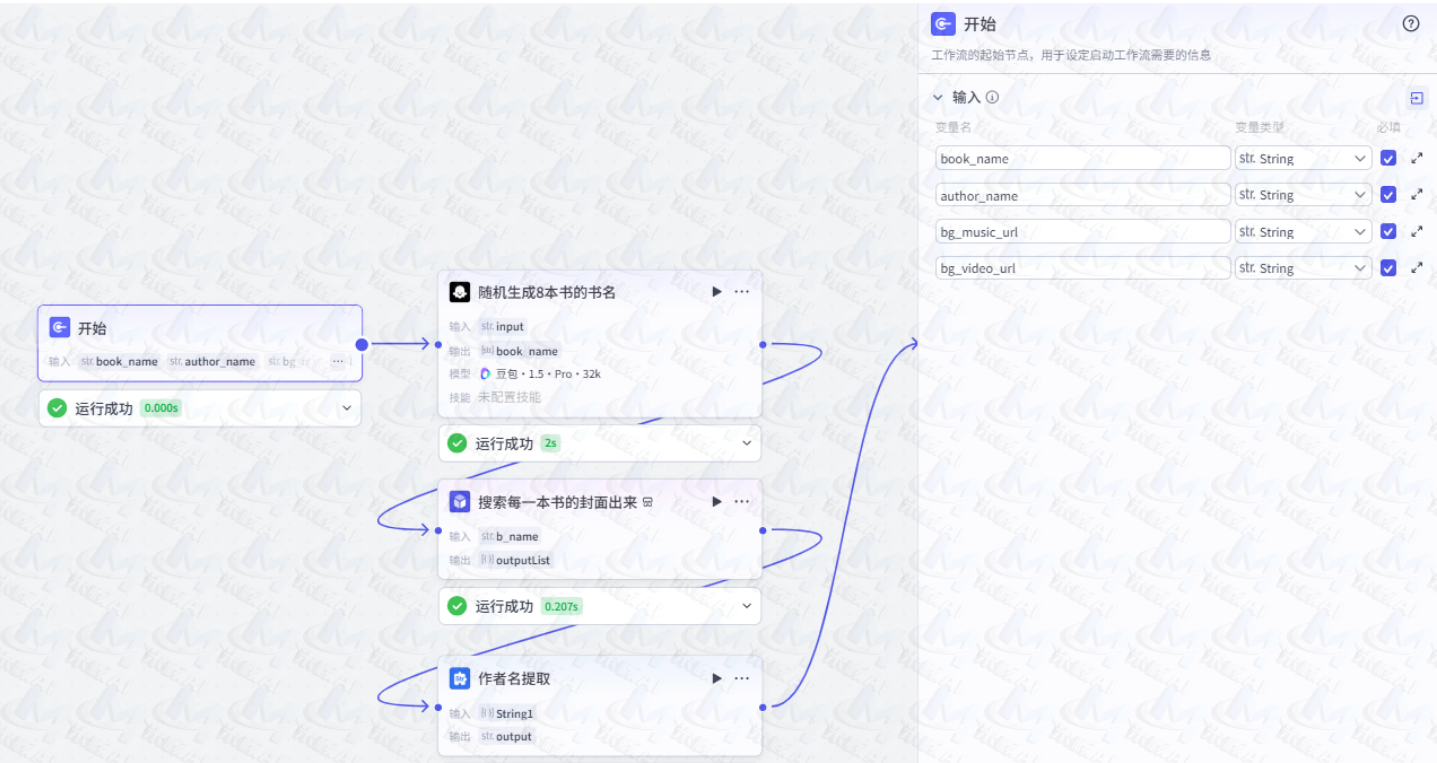 开始
输入 str.book_name str.author_name str.bg ...
运行成功 0.000s
随机生成8本书的书名
输入 str.input
输出 book_name
模型 豆包·1.5·Pro·32k
技能 未配置技能
运行成功 2s
搜索每一本书的封面出来
输入 str.b_name
输出 outputList
运行成功 0.207s
作者名提取
输入 String1
输出 str.output
开始
工作流的起始节点，用于设定启动工作流需要的信息
输入
变量名 变量类型 必填
book_name str. String
author_name str. String
bg_music_url str. String
bg_video_url str. String